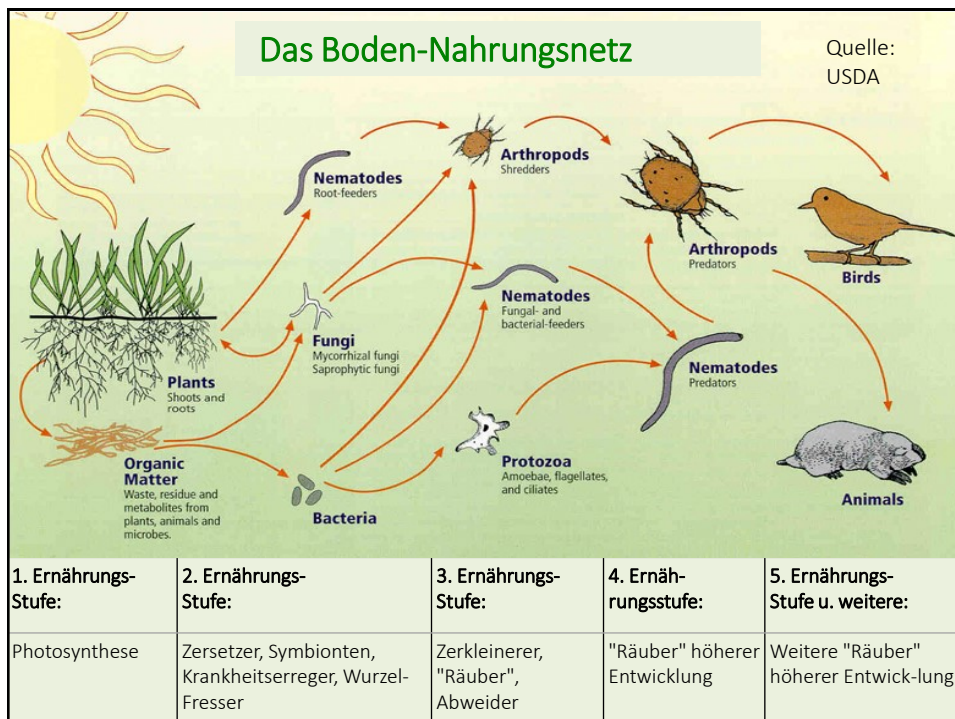 Das Boden-Nahrungsnetz
Quelle:
USDA
Nematodes
Root-feeders
Arthropods
Shredders
Arthropods
Predators
Birds
Nematodes
Fungal- and
bacterial-feeders
Fungi
Mycorrhizal fungi
Saprophytic fungi
Plants
Shoots and
roots
Nematodes
Predators
Organic
Matter
Waste, residue and
metabolites from
plants, animals and
microbes.
Bacteria
Protozoa
Amoebae, flagellates,
and ciliates
Animals
1. Ernährungs-
Stufe:
2. Ernährungs-
Stufe:
3. Ernährungs-
Stufe:
4. Ernäh-
rungsstufe:
5. Ernährungs-
Stufe u. weitere:
Photosynthese
Zersetzer, Symbionten,
Krankheitserreger, Wurzel-
Fresser
Zerkleinerer,
"Räuber",
Abweider
"Räuber" höherer
Entwicklung
Weitere "Räuber"
höherer Entwick-lung